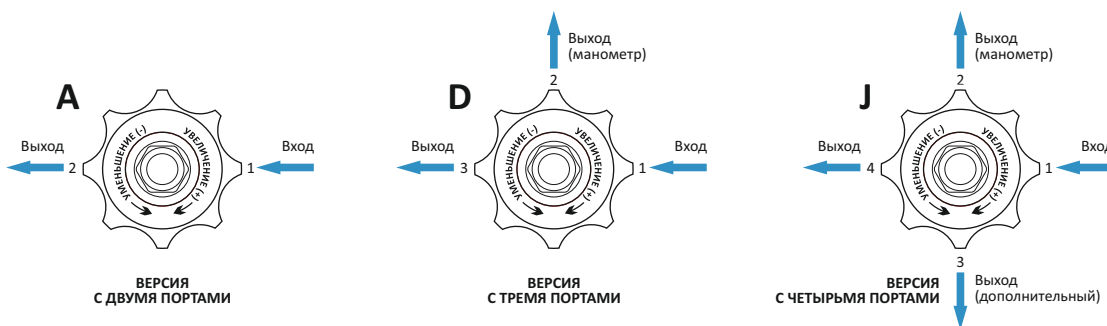 A
Выход
2
УМЕНЬШЕНИЕ (-)
УВЕЛИЧЕНИЕ (+)
1
Вход
ВЕРСИЯ
С ДВУМЯ ПОРТАМИ
D
Выход
(манометр)
2
Выход
3
УМЕНЬШЕНИЕ (-)
УВЕЛИЧЕНИЕ (+)
1
Вход
ВЕРСИЯ
С ТРЕМЯ ПОРТАМИ
J
Выход
(манометр)
2
Выход
4
УМЕНЬШЕНИЕ (-)
УВЕЛИЧЕНИЕ (+)
1
Вход
3
Выход
(дополнительный)
ВЕРСИЯ
С ЧЕТЫРЬМЯ ПОРТАМИ